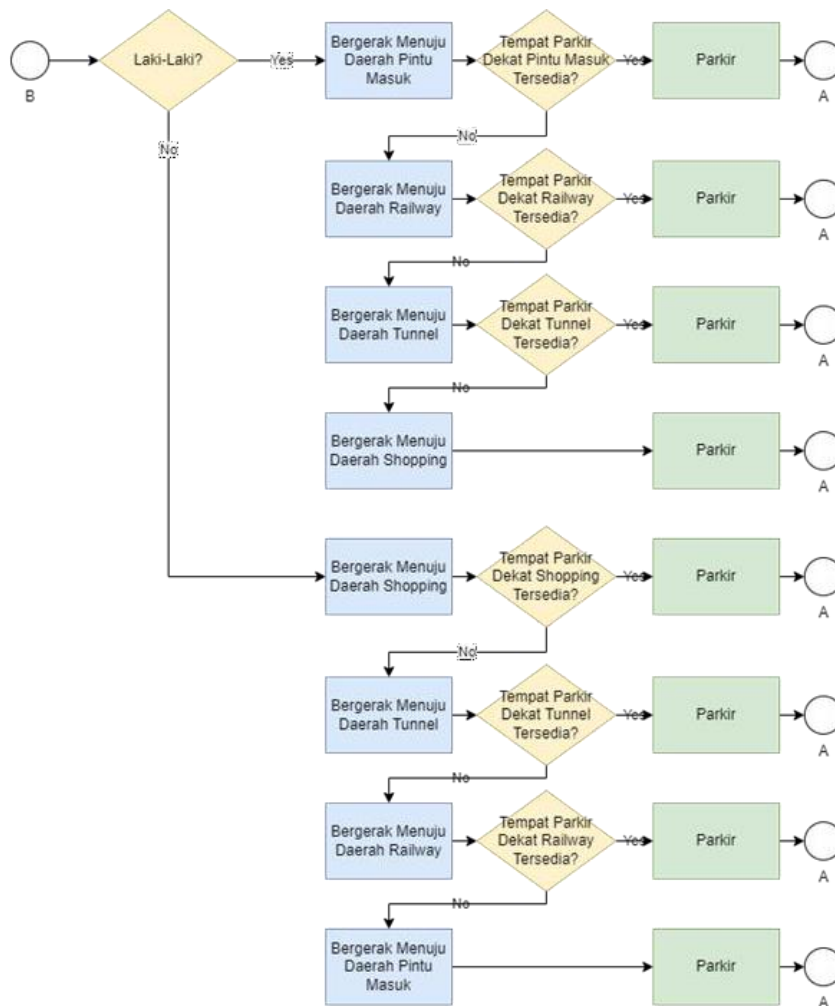 Laki-Laki?
Yes
Bergerak Menuju
Daerah Pintu
Masuk
Tempat Parkir
Dekat Pintu Masuk
Tersedia?
Yes
Parkir
B
A
No
No
Bergerak Menuju
Daerah Railway
Tempat Parkir
Dekat Railway
Tersedia?
Yes
Parkir
A
No
Bergerak Menuju
Daerah Tunnel
Tempat Parkir
Dekat Tunnel
Tersedia?
Yes
Parkir
A
No
Bergerak Menuju
Daerah Shopping
Parkir
A
Bergerak Menuju
Daerah Shopping
Tempat Parkir
Dekat Shopping
Tersedia?
Yes
Parkir
A
No
Bergerak Menuju
Daerah Tunnel
Tempat Parkir
Dekat Tunnel
Tersedia?
Yes
Parkir
A
No
Bergerak Menuju
Daerah Railway
Tempat Parkir
Dekat Railway
Tersedia?
Yes
Parkir
A
No
Bergerak Menuju
Daerah Pintu
Masuk
Parkir
A